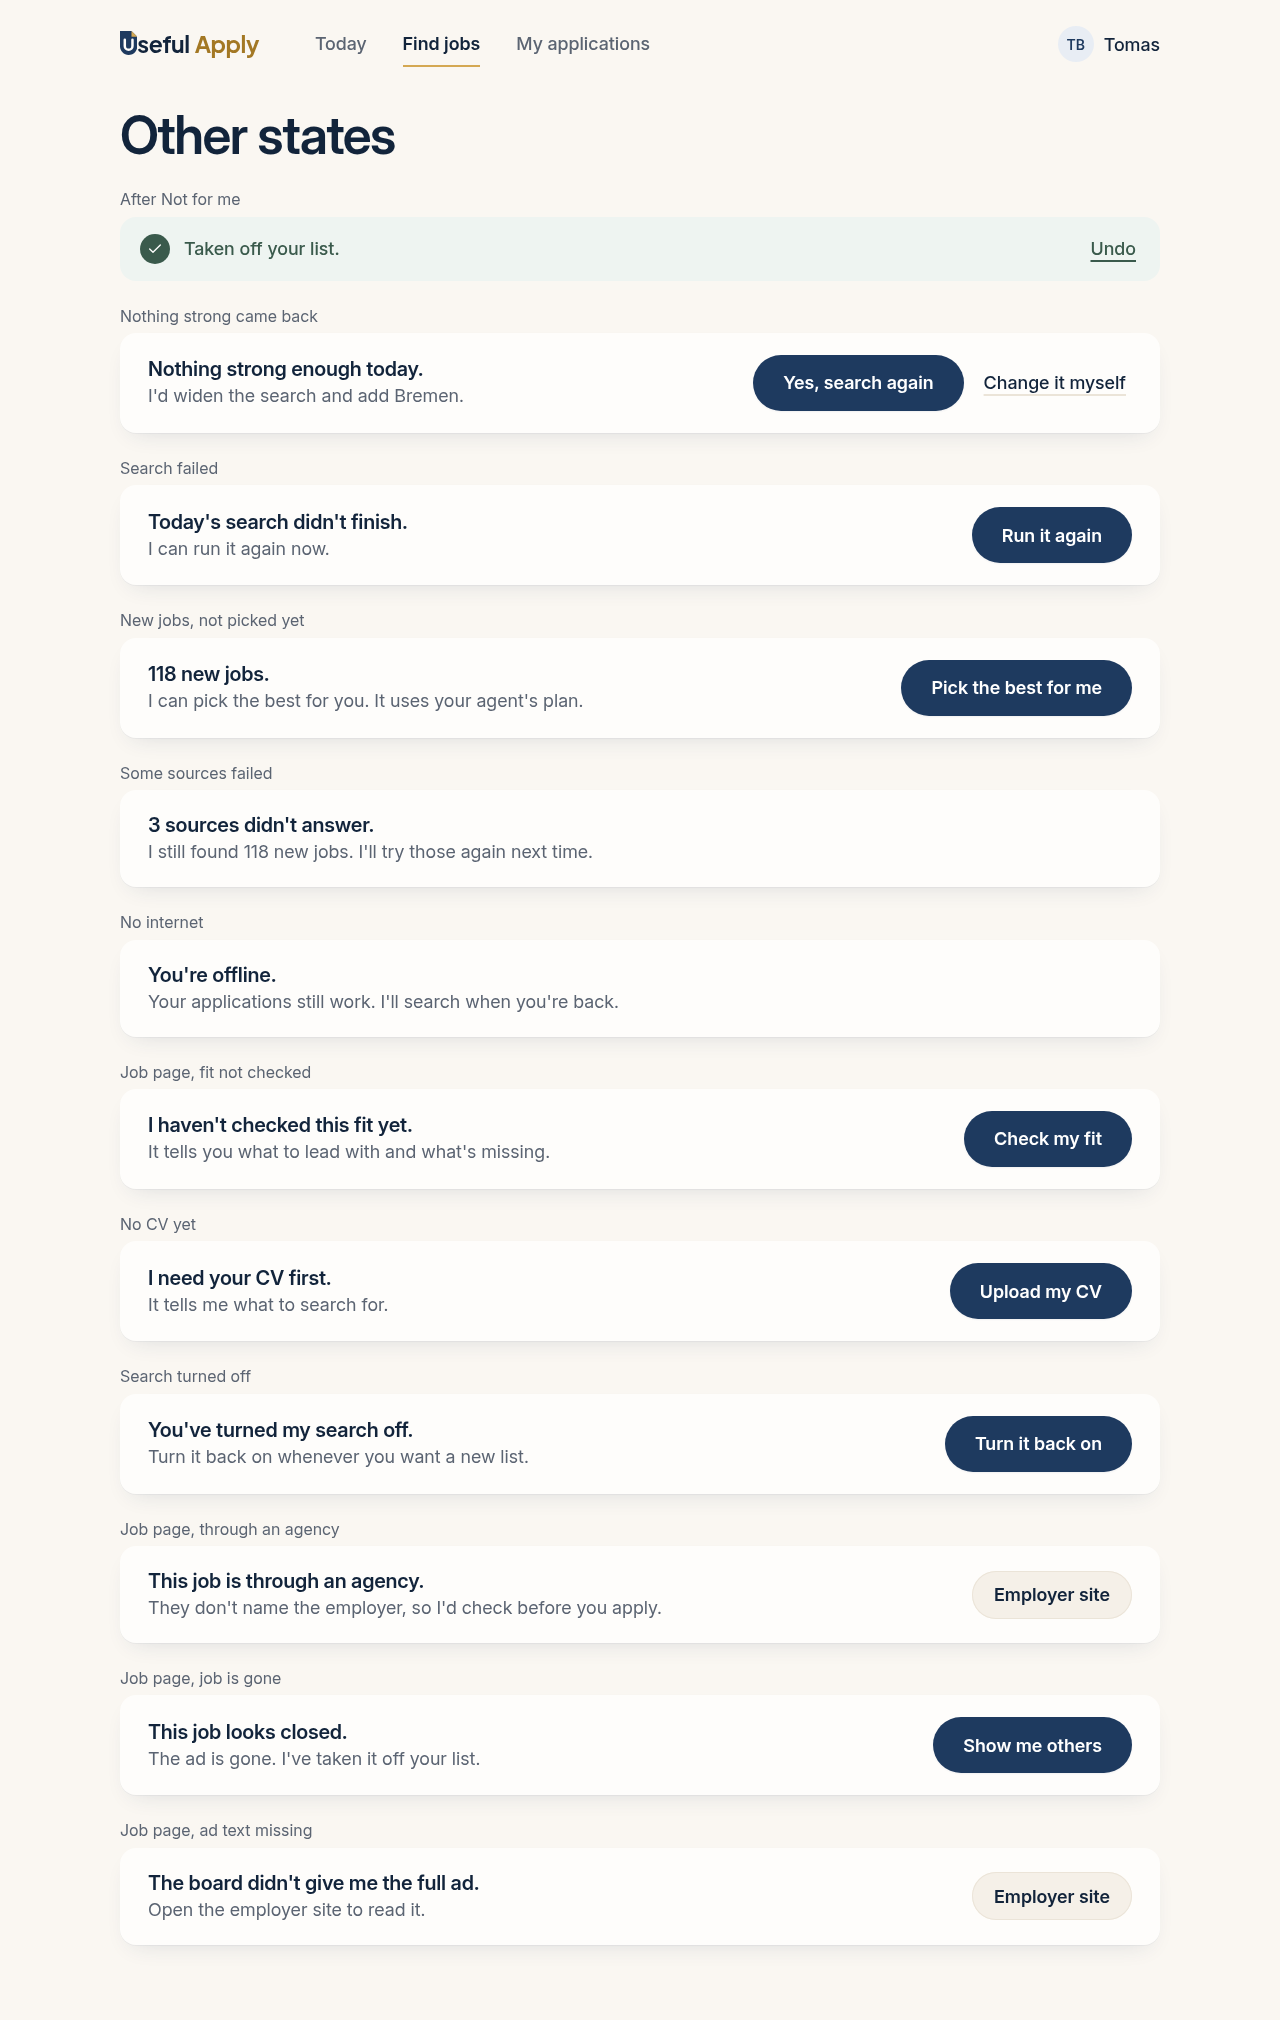 Useful Apply
Today
Find jobs
My applications
TB
Tomas
Other states
After Not for me
Taken off your list.
Undo
Nothing strong came back
Nothing strong enough today.
I'd widen the search and add Bremen.
Yes, search again
Change it myself
Search failed
Today's search didn't finish.
I can run it again now.
Run it again
New jobs, not picked yet
118 new jobs.
I can pick the best for you. It uses your agent's plan.
Pick the best for me
Some sources failed
3 sources didn't answer.
I still found 118 new jobs. I'll try those again next time.
No internet
You're offline.
Your applications still work. I'll search when you're back.
Job page, fit not checked
I haven't checked this fit yet.
It tells you what to lead with and what's missing.
Check my fit
No CV yet
I need your CV first.
It tells me what to search for.
Upload my CV
Search turned off
You've turned my search off.
Turn it back on whenever you want a new list.
Turn it back on
Job page, through an agency
This job is through an agency.
They don't name the employer, so I'd check before you apply.
Employer site
Job page, job is gone
This job looks closed.
The ad is gone. I've taken it off your list.
Show me others
Job page, ad text missing
The board didn't give me the full ad.
Open the employer site to read it.
Employer site